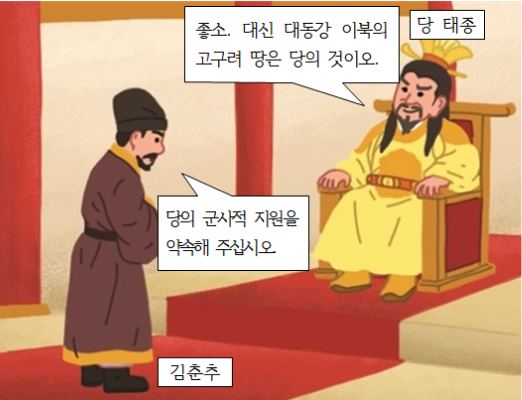 좋소. 대신 대동강 이북의
고구려 땅은 당의 것이오.
당 태종
당의 군사적 지원을
약속해 주십시오.
김춘추